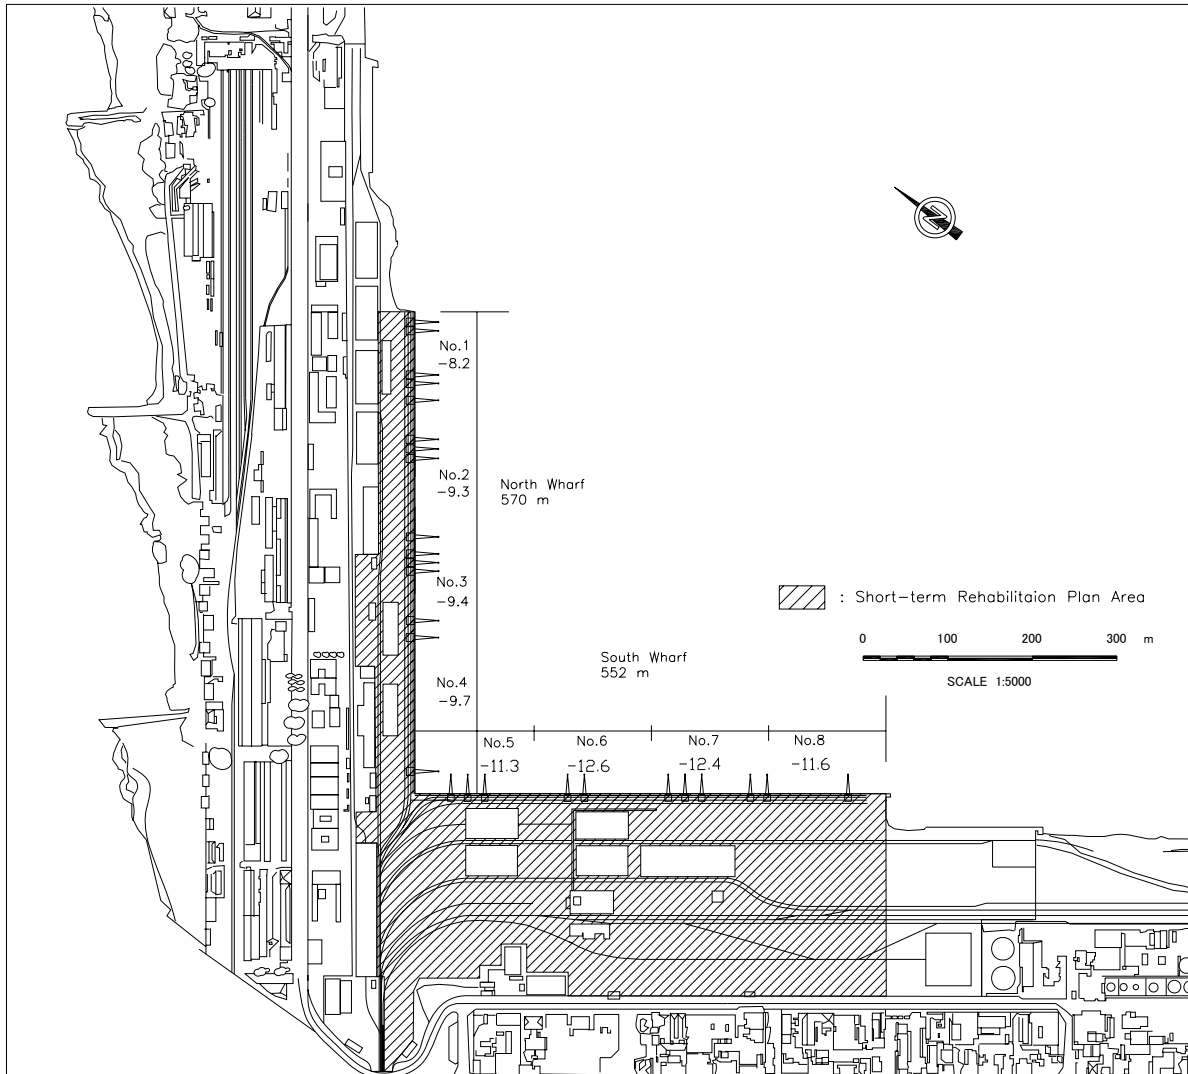 N
No.1
-8.2
No.2
-9.3
North Wharf
570 m
No.3
-9.4
: Short-term Rehabilitaion Plan Area
0 100 200 300 m
SCALE 1:5000
South Wharf
552 m
No.4
-9.7
No.5
-11.3
No.6
-12.6
No.7
-12.4
No.8
-11.6